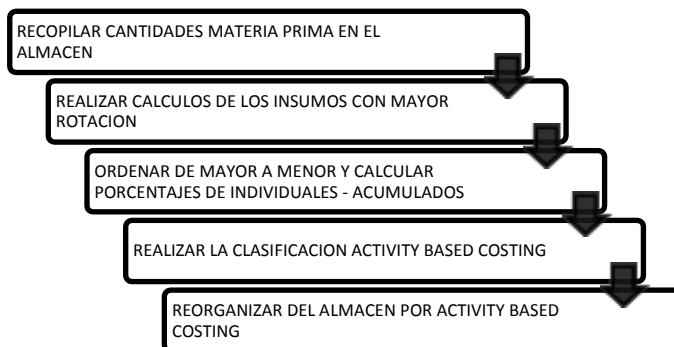 RECOPILAR CANTIDADES MATERIA PRIMA EN EL
ALMACEN
REALIZAR CALCULOS DE LOS INSUMOS CON MAYOR
ROTACION
ORDENAR DE MAYOR A MENOR Y CALCULAR
PORCENTAJES DE INDIVIDUALES - ACUMULADOS
REALIZAR LA CLASIFICACION ACTIVITY BASED COSTING
REORGANIZAR DEL ALMACEN POR ACTIVITY BASED
COSTING